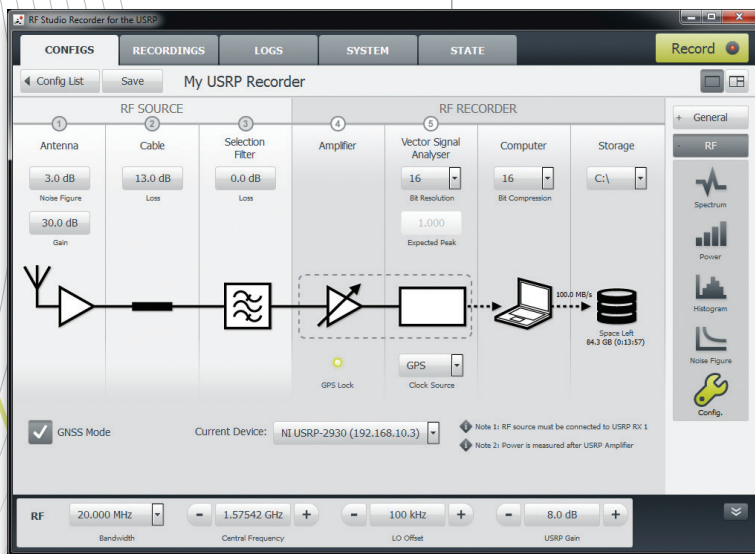 RF Studio Recorder for the USRP
CONFIGS RECORDINGS LOGS SYSTEM STATE Record
Config List Save My USRP Recorder
RF SOURCE RF RECORDER
1 2 3 4 5
Antenna Cable Selection Filter Amplifier Vector Signal Analyser Computer Storage
3.0 dB 13.0 dB 0.0 dB 16 16 C:\
Noise Figure Loss Loss Bit Resolution Bit Compression
30.0 dB 1.000
Gain Expected Peak
100.0 MB/s
Space Left
84.3 GB (0:13:57)
GPS
GPS Lock Clock Source
GNSS Mode Current Device: NI USRP-2930 (192.168.10.3)
Note 1: RF source must be connected to USRP RX 1
Note 2: Power is measured after USRP Amplifier
+ General
- RF
Spectrum
Power
Histogram
Noise Figure
Config.
RF 20.000 MHz - 1.57542 GHz + - 100 kHz + - 8.0 dB +
Bandwidth Central Frequency LO Offset USRP Gain